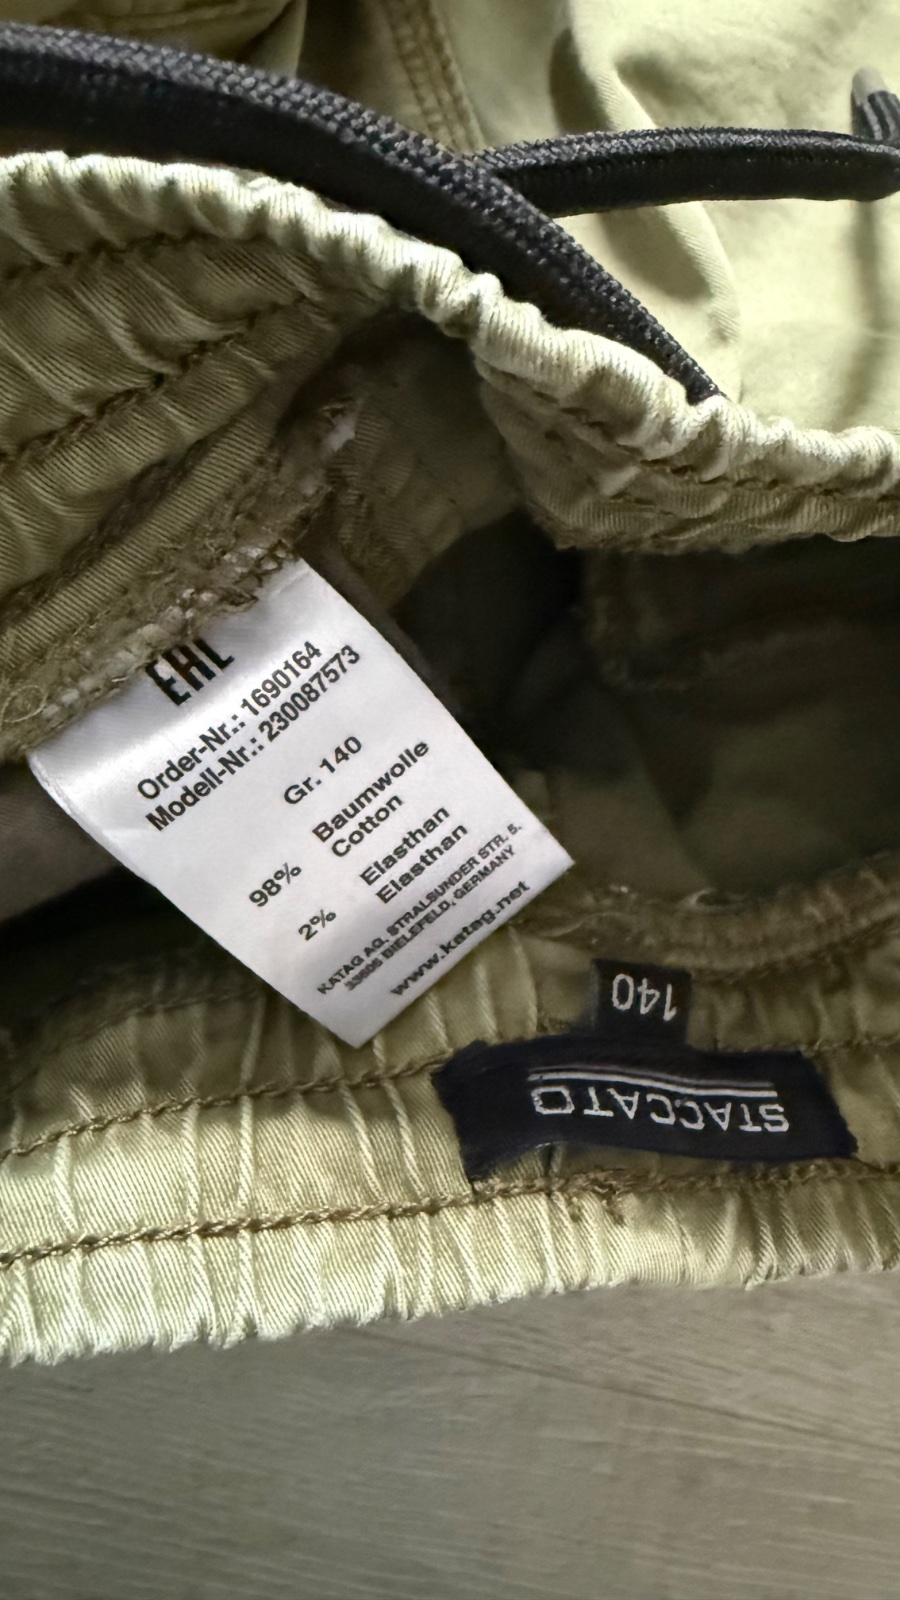 EAC
Order-Nr.: 1690164
Modell-Nr.: 230087573
Gr. 140
98% Baumwolle
Cotton
2% Elasthan
Elasthan
KATAG AG. STRALSUNDER STR. 5.
33605 BIELEFELD, GERMANY
www.katag.net
140
STACCATO